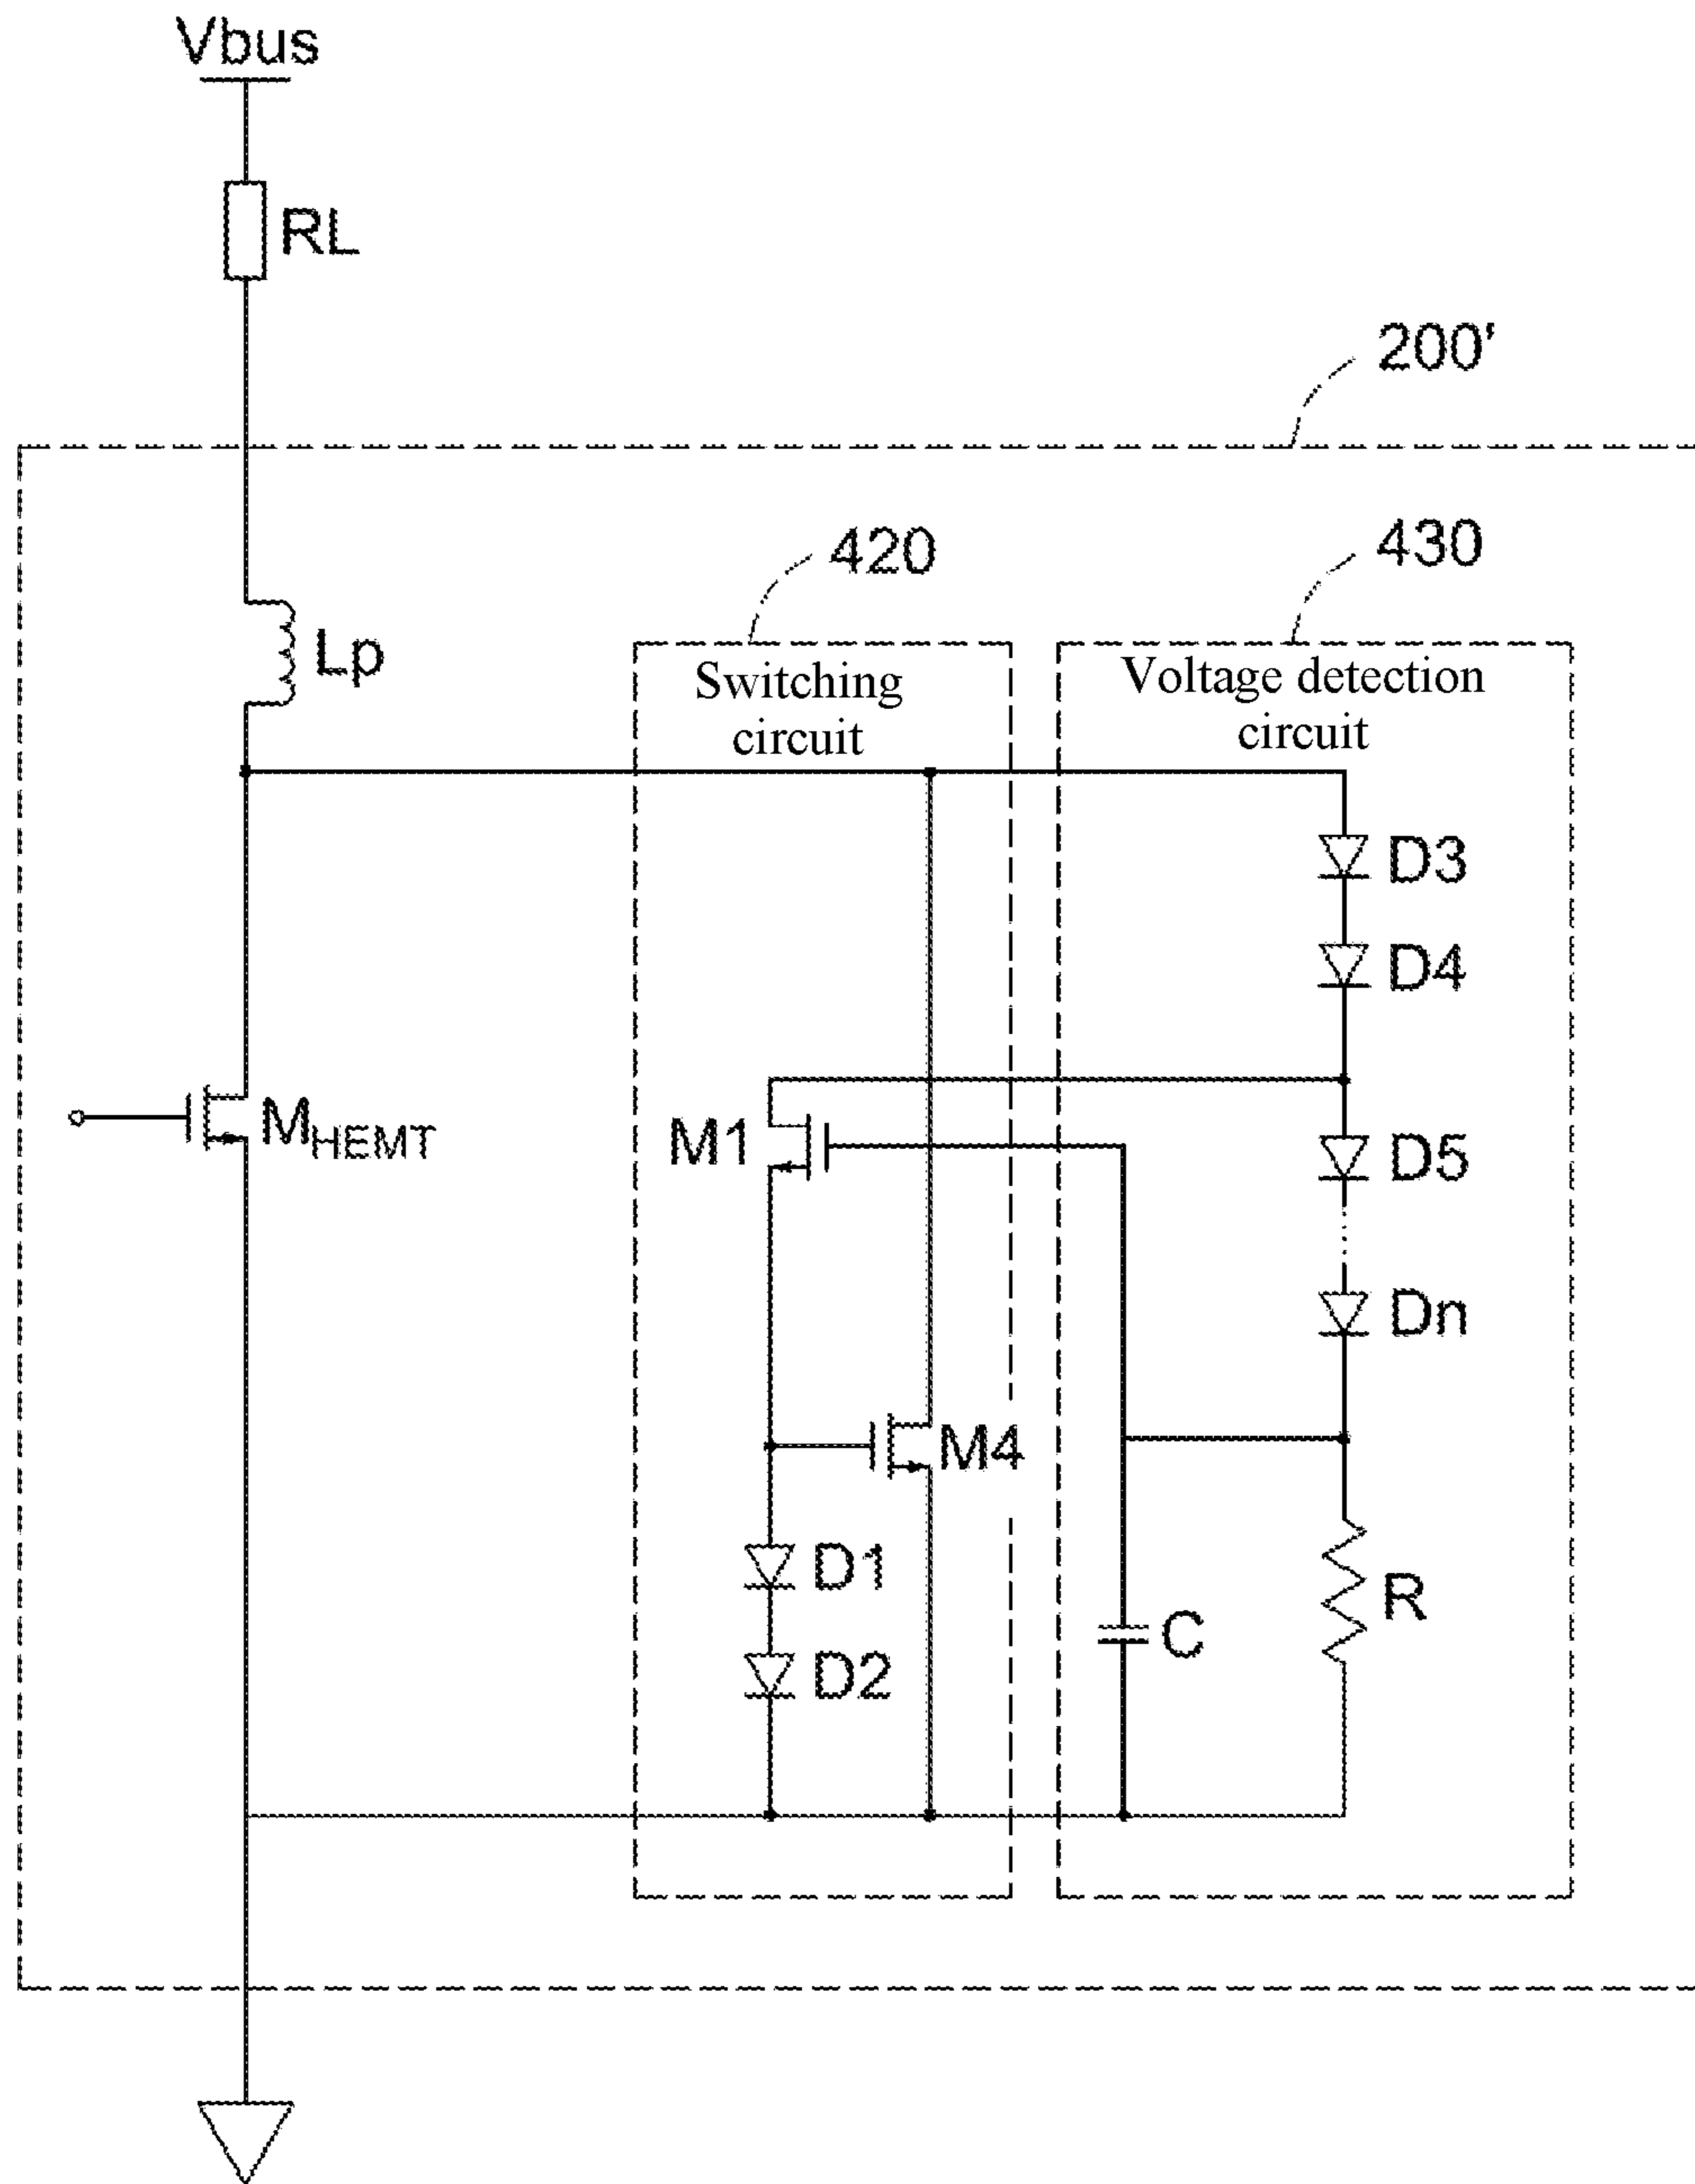 Vbus
RL
200'
420
430
Lp
Switching
circuit
Voltage detection
circuit
D3
D4
MHEMT
M1
D5
Dn
M4
D1
D2
C
R